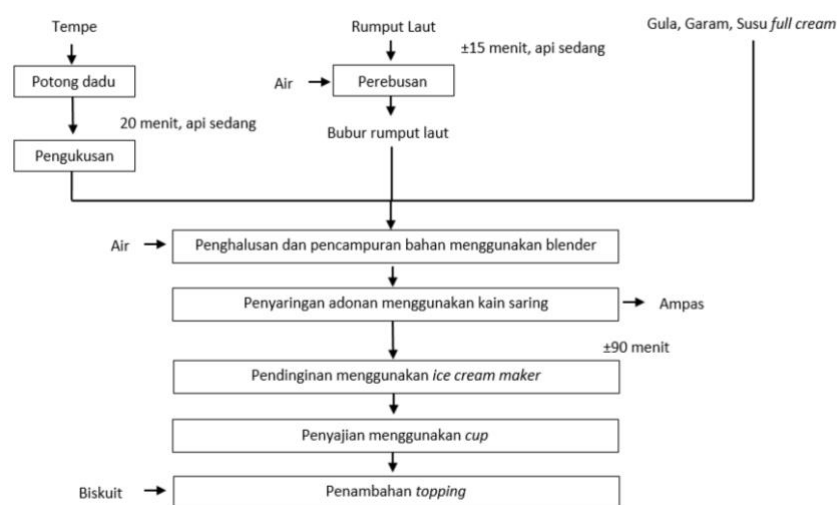 Tempe
Rumput Laut
Gula, Garam, Susu full cream
±15 menit, api sedang
Potong dadu
Air
Perebusan
20 menit, api sedang
Bubur rumput laut
Pengukusan
Air
Penghalusan dan pencampuran bahan menggunakan blender
Penyaringan adonan menggunakan kain saring
Ampas
±90 menit
Pendinginan menggunakan ice cream maker
Penyajian menggunakan cup
Biskuit
Penambahan topping